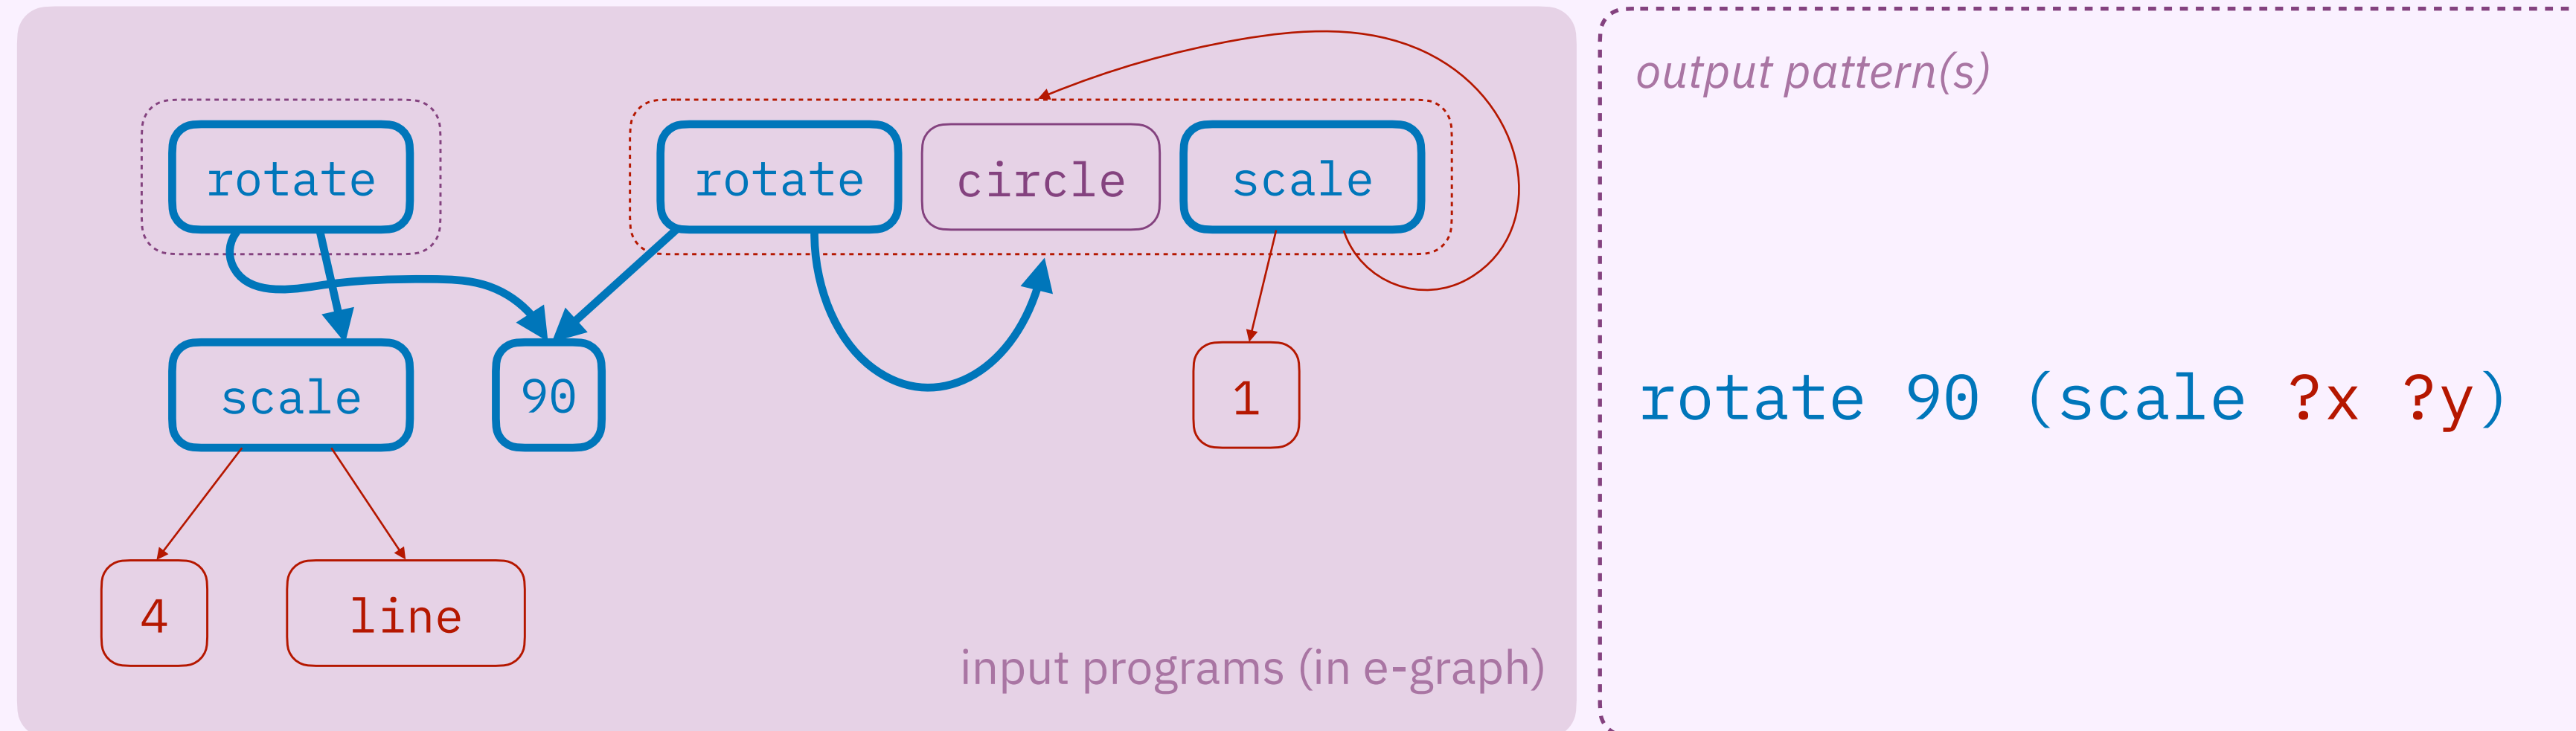 output pattern(s)
rotate
rotate
circle
scale
scale
90
1
rotate 90 (scale ?x ?y)
4
line
input programs (in e-graph)